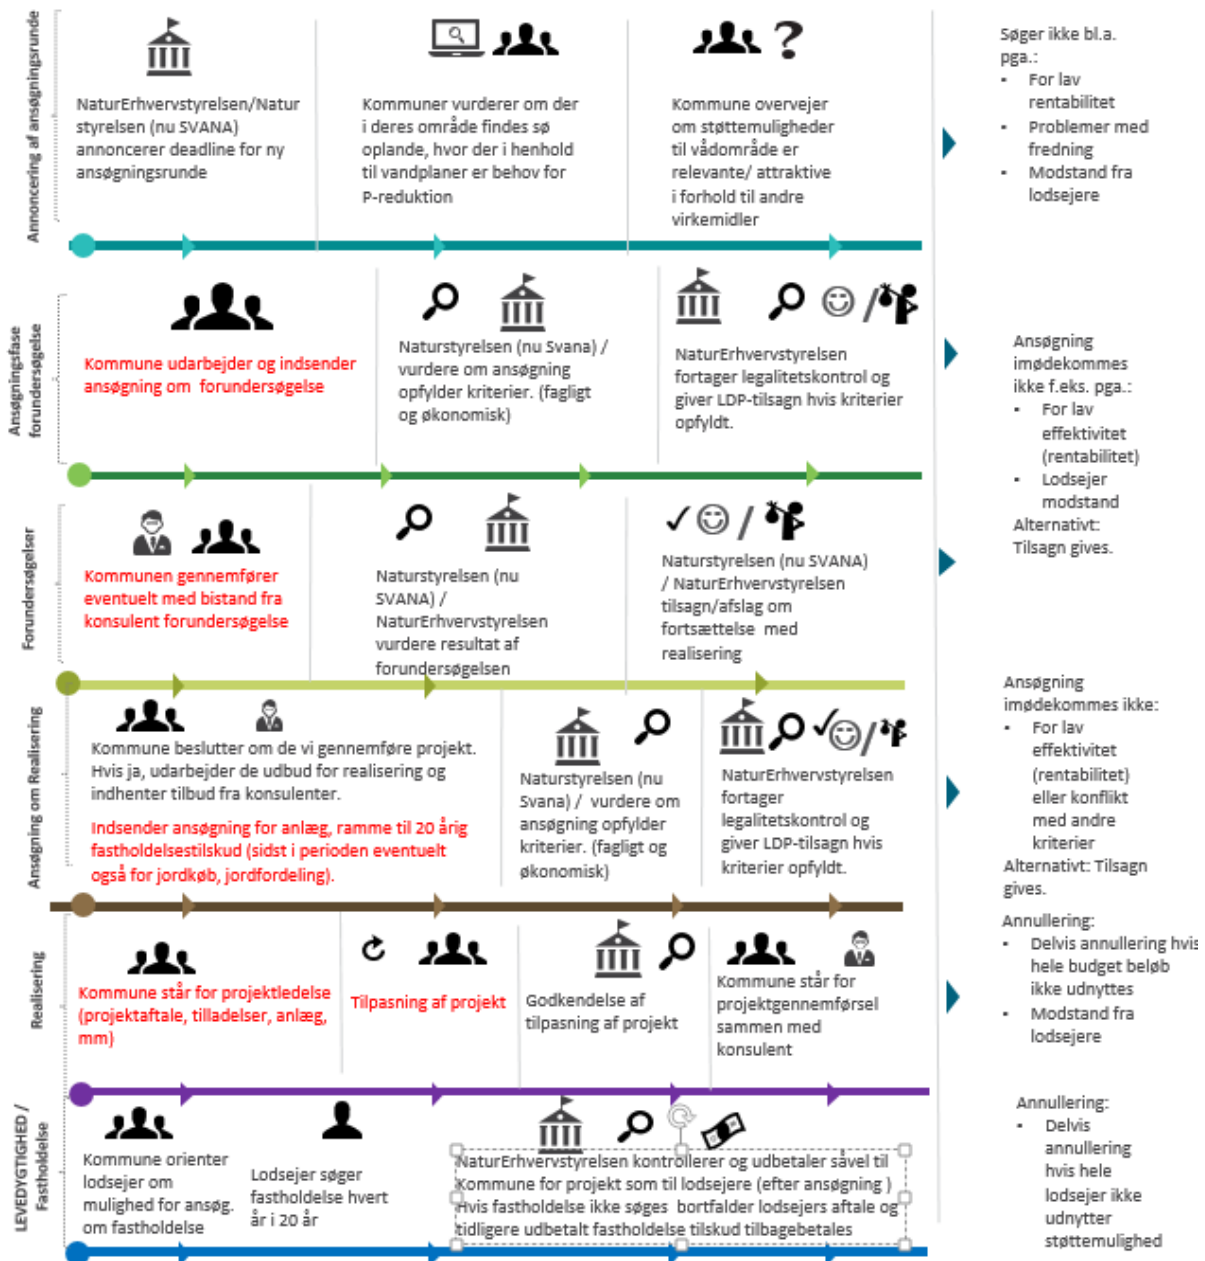 Annoncering af ansøgningsrunde
NaturErhvervstyrelsen/Natur
styrelsen (nu SVANA)
annoncerer deadline for ny
ansøgningsrunde
Kommuner vurderer om der
i deres område findes sø
oplande, hvor der i henhold
til vandplaner er behov for
P-reduktion
Kommune overvejer
om støttemuligheder
til vådområde er
relevante/ attraktive
i forhold til andre
virkemidler
Søger ikke bl.a.
pga.:
- For lav
rentabilitet
- Problemer med
fredning
- Modstand fra
lodsejere
Ansøgningsfase
forundersøgelse
Kommune udarbejder og indsender
ansøgning om forundersøgelse
Naturstyrelsen (nu Svana) /
vurdere om ansøgning
opfylder kriterier. (fagligt
og økonomisk)
/
NaturErhvervstyrelsen
fortager legalitetskontrol og
giver LDP-tilsagn hvis kriterier
opfyldt.
Ansøgning
imødekommes
ikke f.eks. pga.:
- For lav
effektivitet
(rentabilitet)
- Lodsejer
modstand
Alternativt:
Tilsagn gives.
Forundersøgelser
Kommunen gennemfører
eventuelt med bistand fra
konsulent forundersøgelse
Naturstyrelsen (nu
SVANA) /
NaturErhvervstyrelsen
vurdere resultat af
forundersøgelsen
/
Naturstyrelsen (nu SVANA)
/ NaturErhvervstyrelsen
tilsagn/afslag om
fortsættelse med
realisering
Ansøgning om Realisering
Kommune beslutter om de vi gennemføre projekt.
Hvis ja, udarbejder de udbud for realisering og
indhenter tilbud fra konsulenter.
Indsender ansøgning for anlæg, ramme til 20 årig
fastholdelsestilskud (sidst i perioden eventuelt
også for jordkøb, jordfordeling).
Naturstyrelsen (nu
Svana) / vurdere om
ansøgning opfylder
kriterier. (fagligt og
økonomisk)
/
NaturErhvervstyrelsen
fortager
legalitetskontrol og
giver LDP-tilsagn hvis
kriterier opfyldt.
Ansøgning
imødekommes ikke:
- For lav
effektivitet
(rentabilitet)
eller konflikt
med andre
kriterier
Alternativt: Tilsagn
gives.
Realisering
Kommune står for projektledelse
(projektaftale, tilladelser, anlæg,
mm)
Tilpasning af projekt
Godkendelse af
tilpasning af projekt
Kommune står for
projektgennemførsel
sammen med
konsulent
Annullering:
- Delvis annullering hvis
hele budget beløb
ikke udnyttes
- Modstand fra
lodsejere
LEVEDYGTIGHED /
Fastholdelse
Kommune orienter
lodsejer om
mulighed for ansøg.
om fastholdelse
Lodsejer søger
fastholdelse hvert
år i 20 år
NaturErhvervstyrelsen kontrollerer og udbetaler såvel til
Kommune for projekt som til lodsejere (efter ansøgning )
Hvis fastholdelse ikke søges bortfalder lodsejers aftale og
tidligere udbetalt fastholdelse tilskud tilbagebetales
Annullering:
- Delvis
annullering
hvis hele
lodsejer ikke
udnytter
støttemulighed